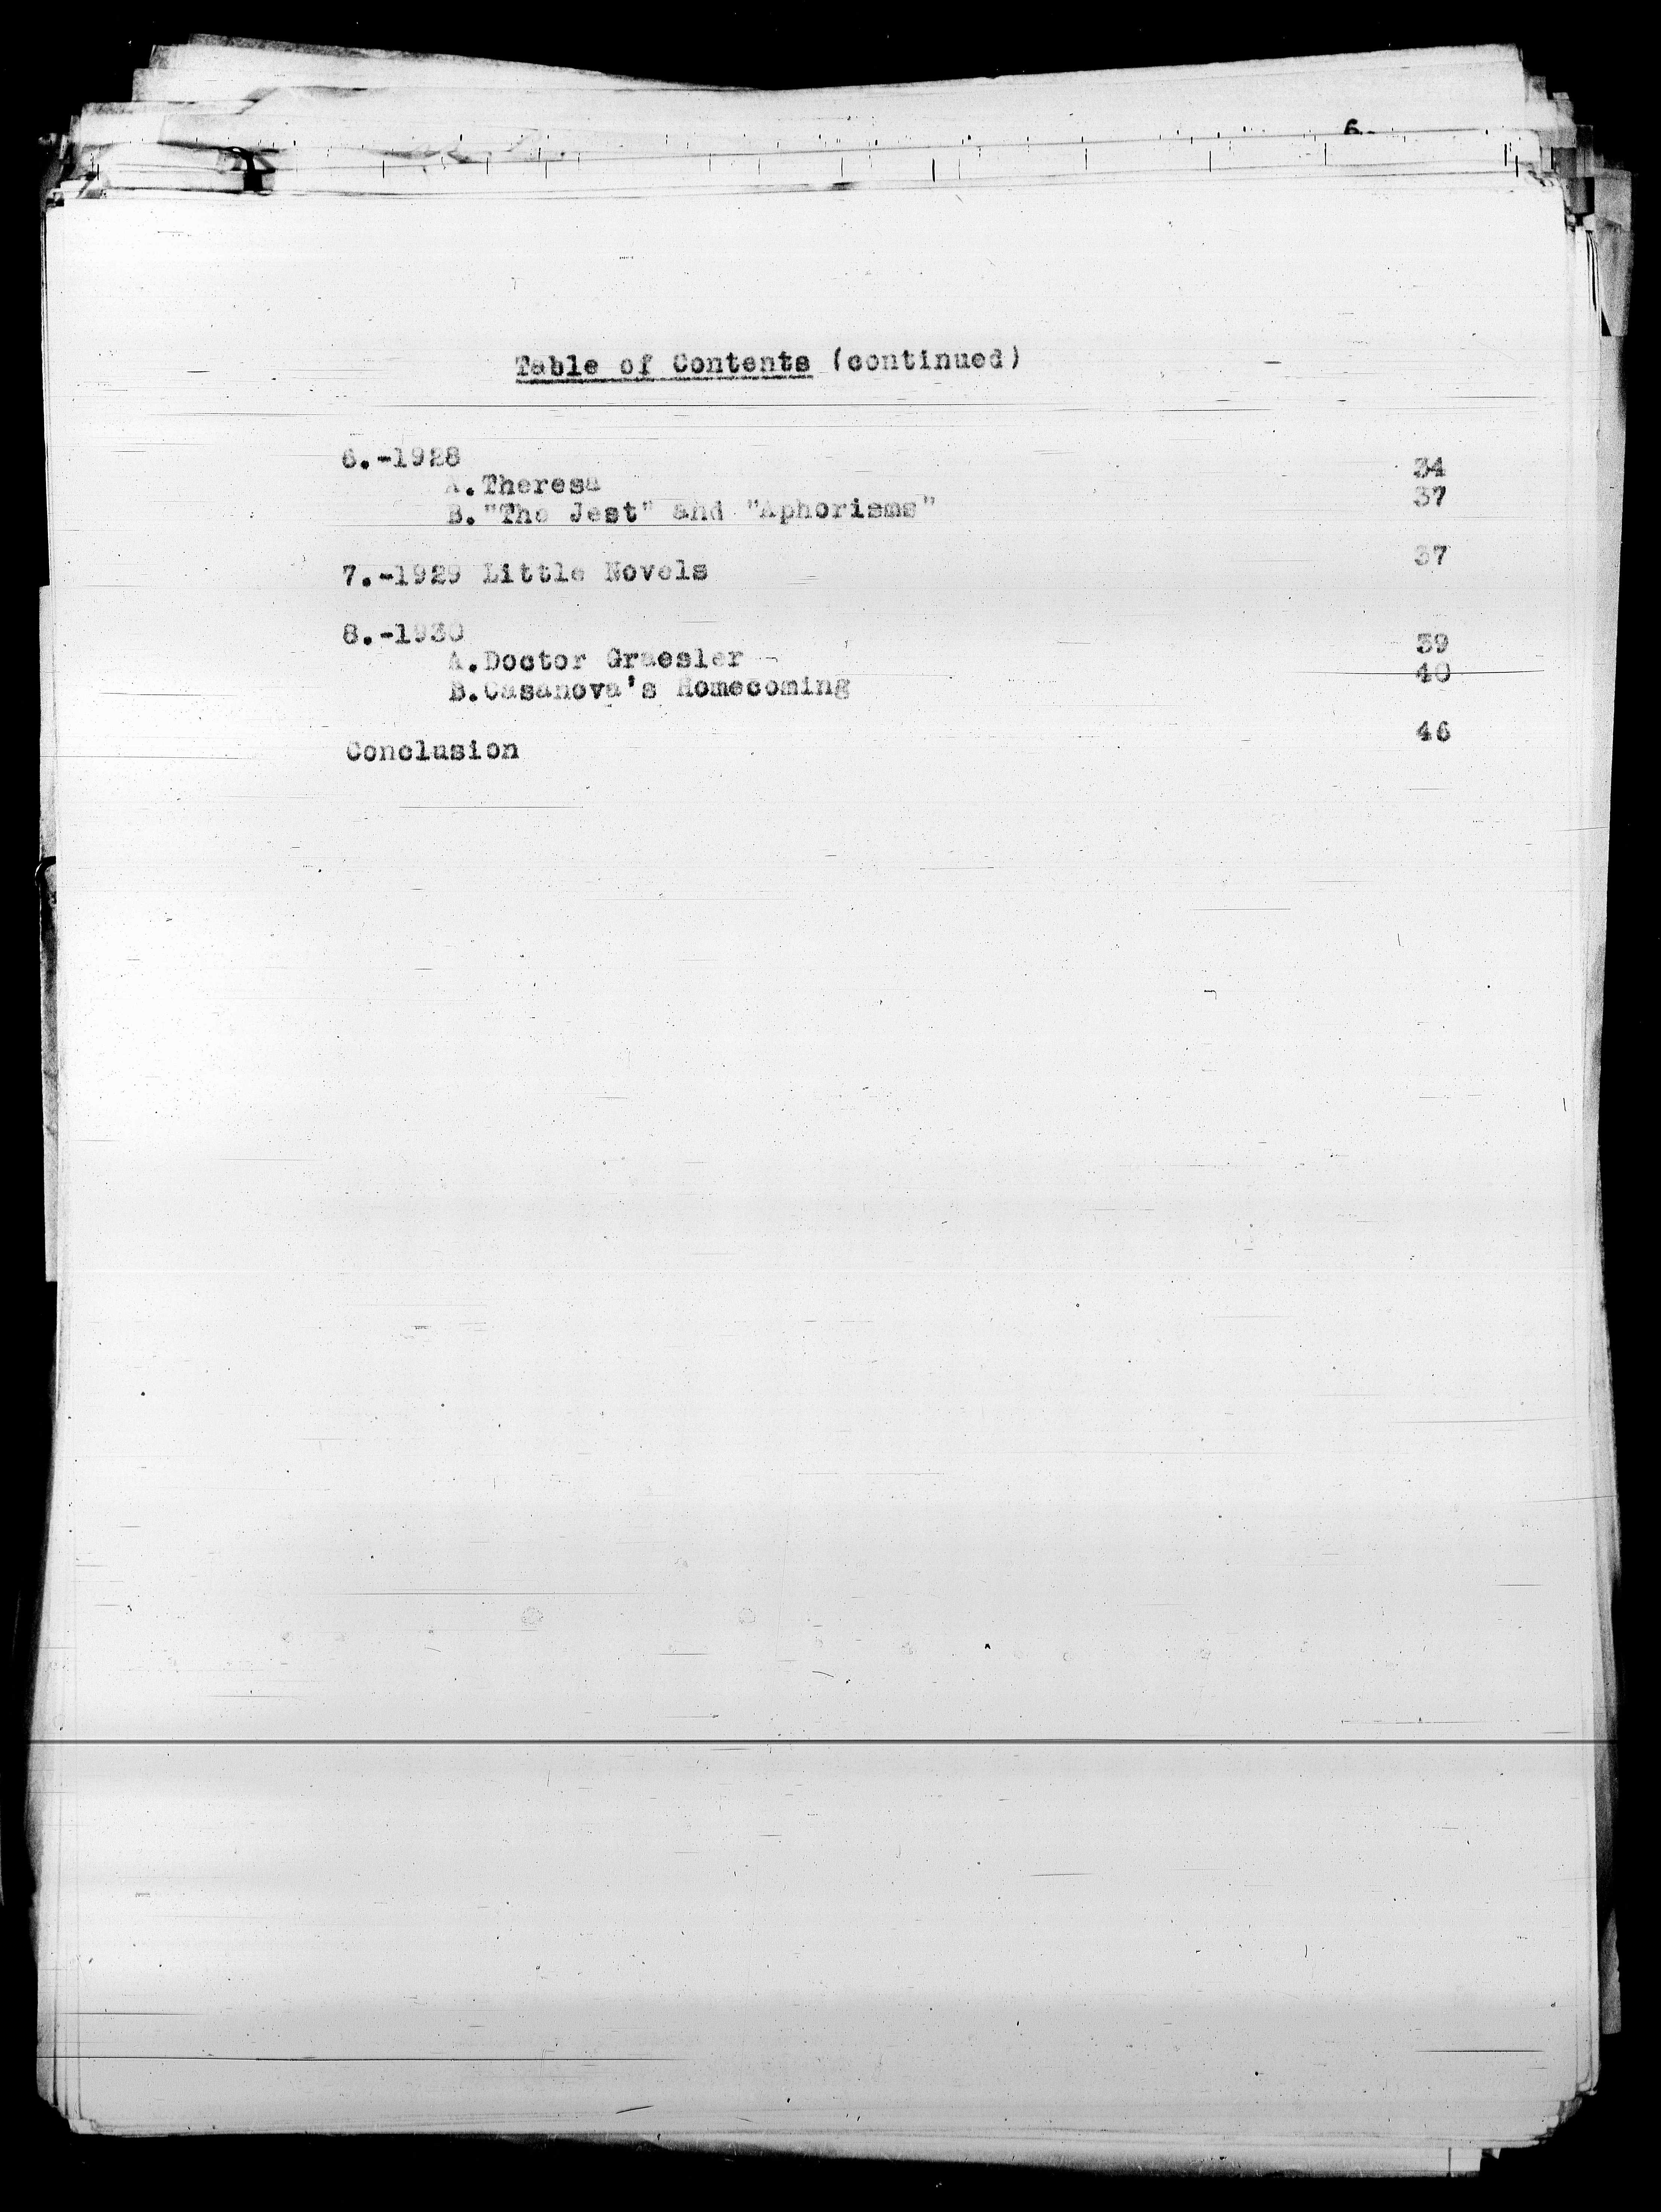 6.
Table of Contents (continued)
6.-1928
A.Theresa 34
B."The Jest" and "Aphorisms" 37
7.-1929 Little Novels 37
8.-1930
A.Doctor Graesler 39
B.Casanova's Homecoming 40
Conclusion 46